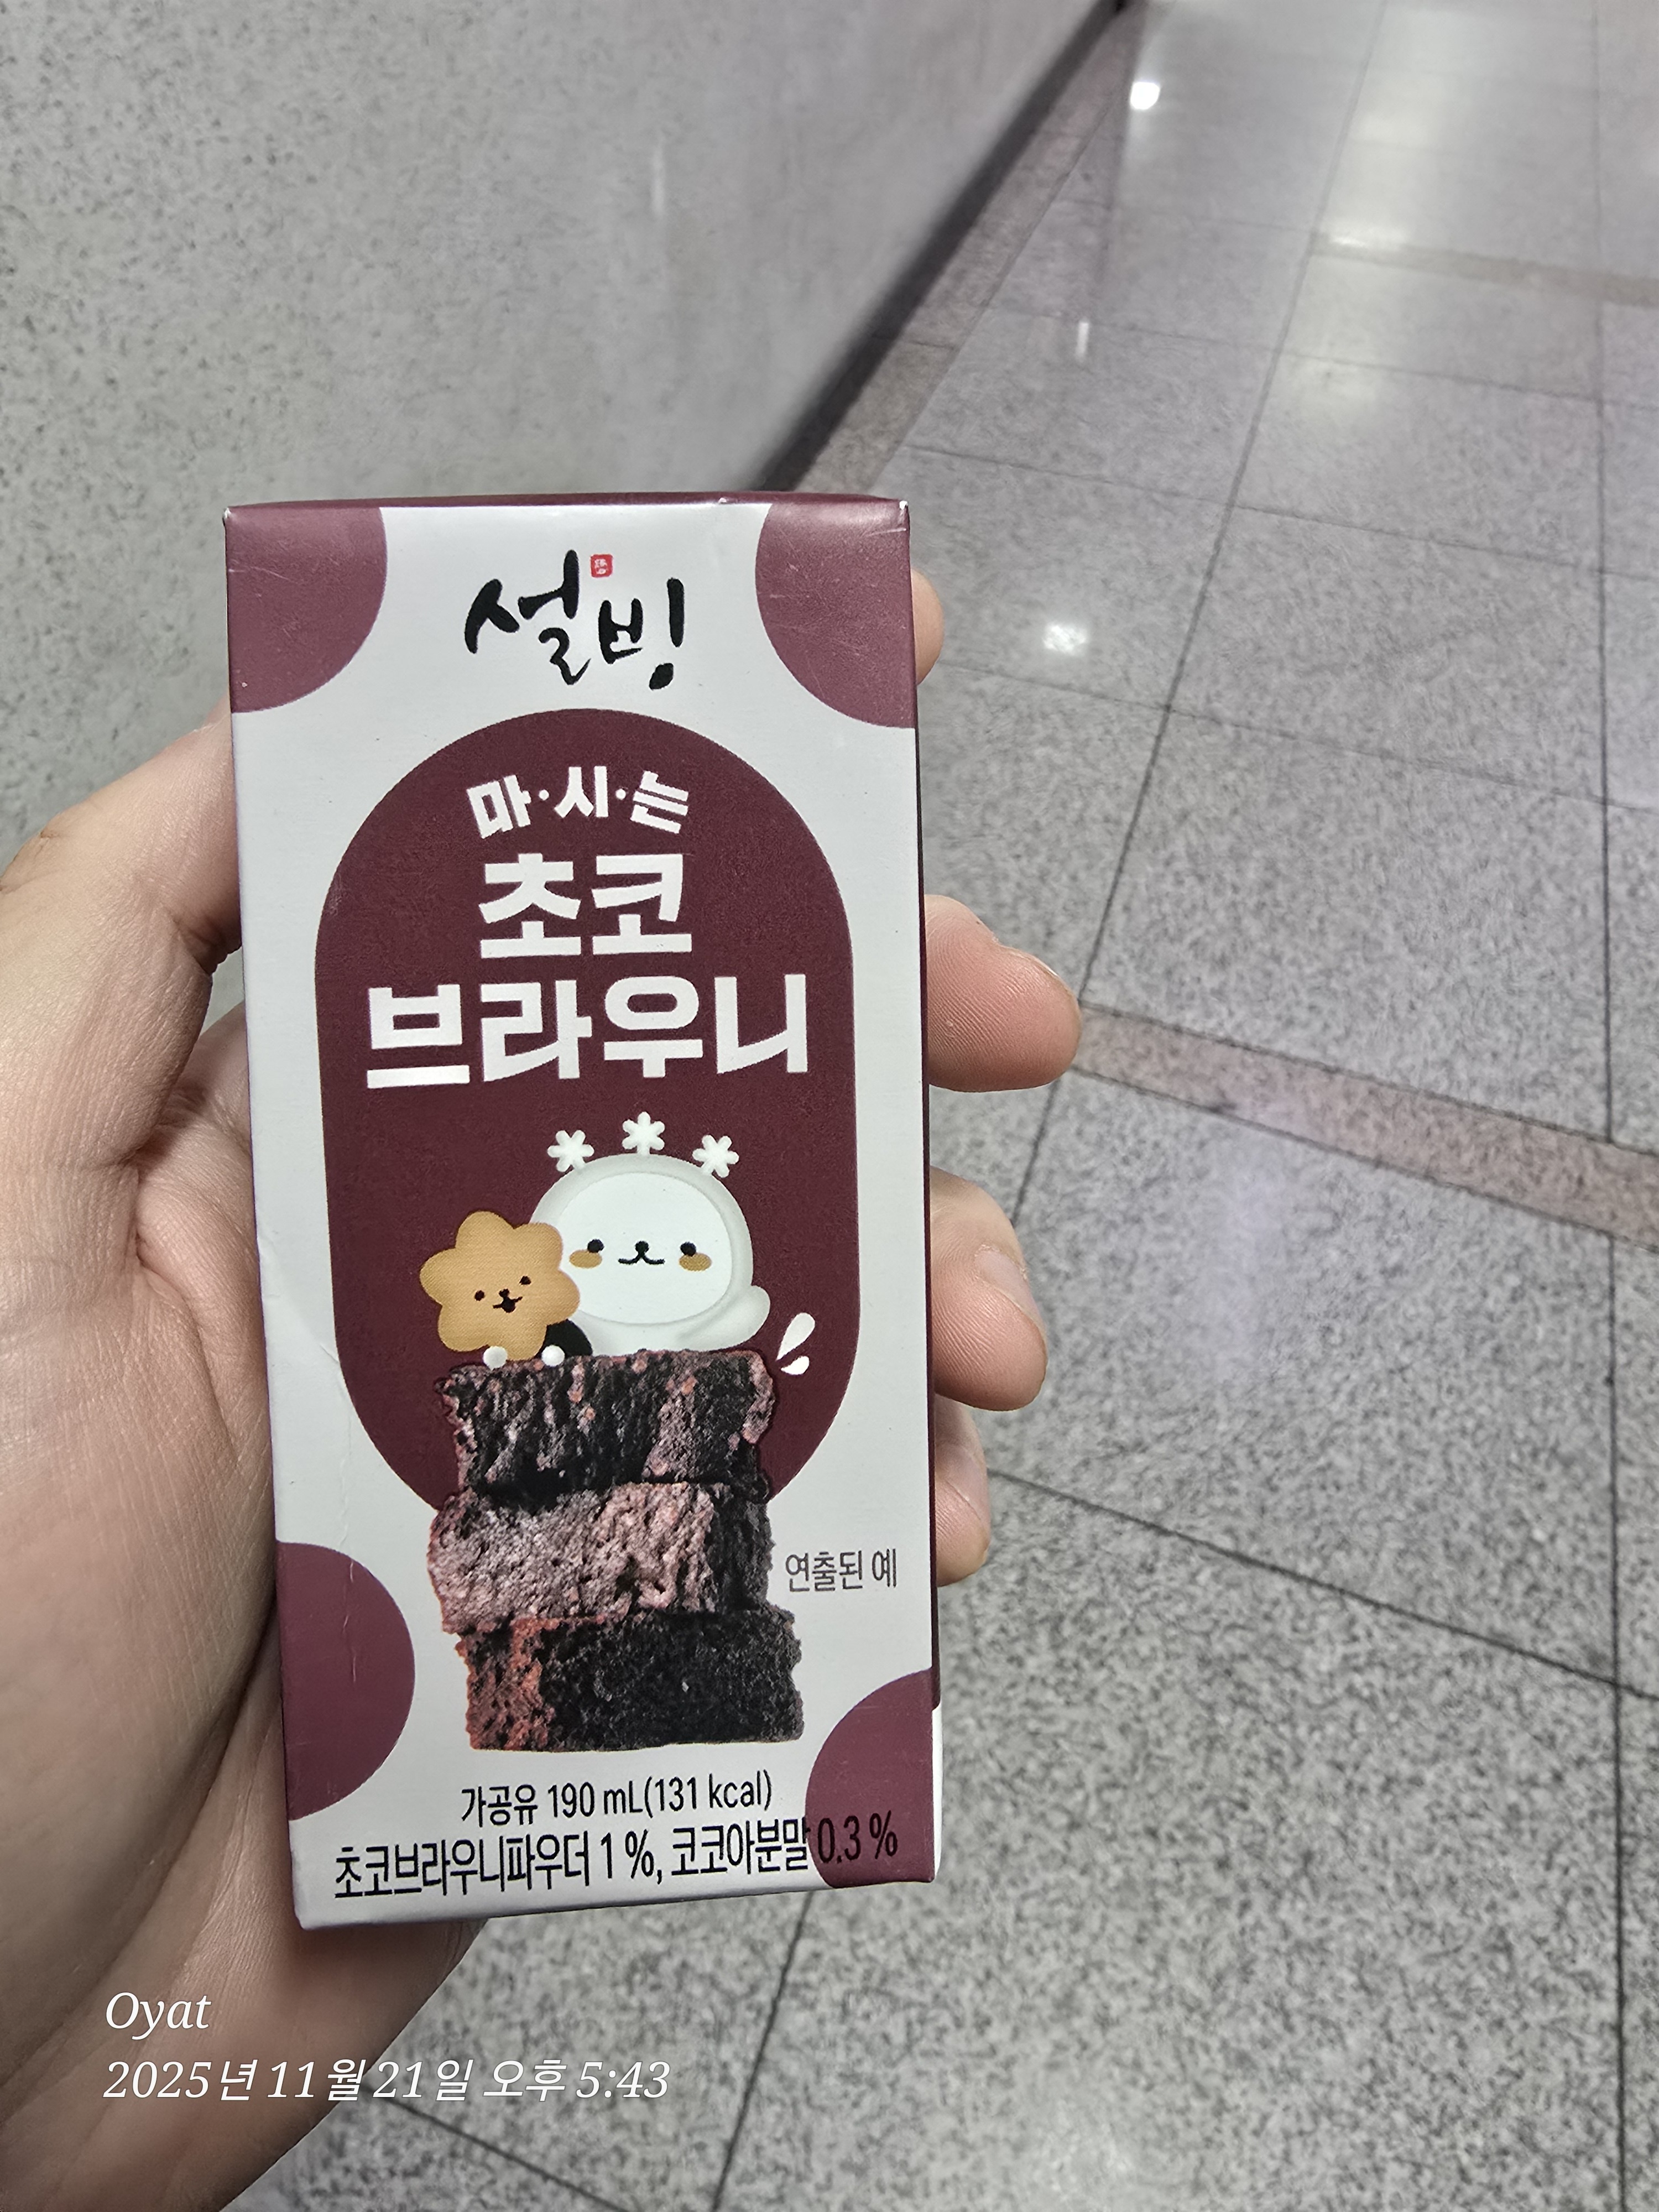 설빙
마·시·는
초코
브라우니
연출된 예
가공유 190 mL(131 kcal)
초코브라우니파우더 1 %, 코코아분말 0.3 %
Oyat
2025년 11월 21일 오후 5:43